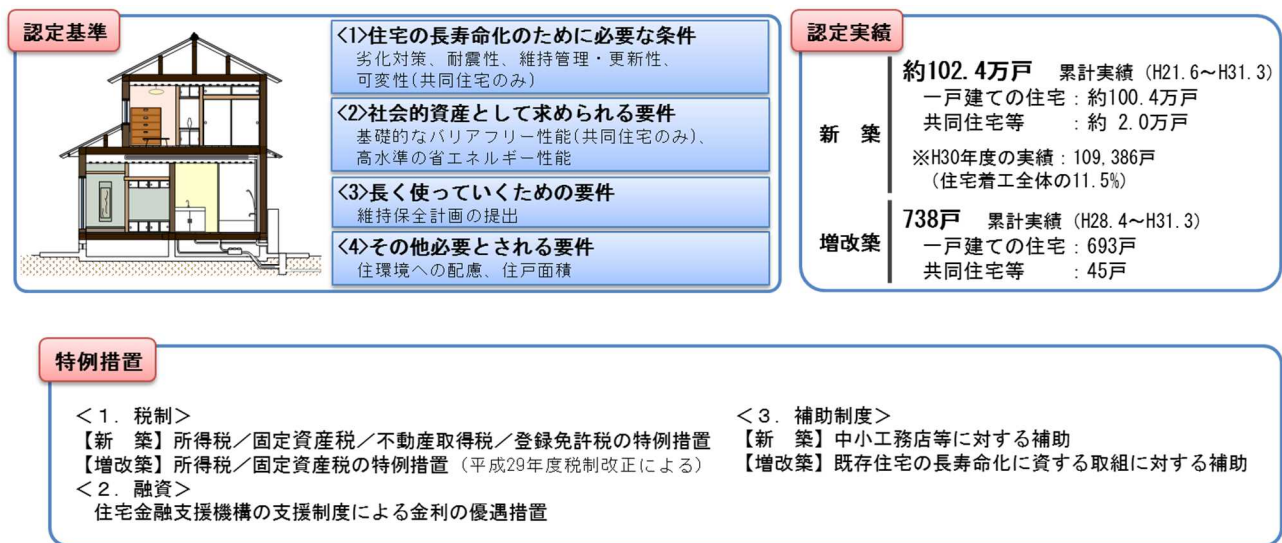 認定基準
<1>住宅の長寿命化のために必要な条件
劣化対策、耐震性、維持管理・更新性、
可変性(共同住宅のみ)
<2>社会的資産として求められる要件
基礎的なバリアフリー性能(共同住宅のみ)、
高水準の省エネルギー性能
<3>長く使っていくための要件
維持保全計画の提出
<4>その他必要とされる要件
住環境への配慮、住戸面積
認定実績
新 築
約102.4万戸 累計実績 (H21.6~H31.3)
一戸建ての住宅:約100.4万戸
共同住宅等 :約 2.0万戸
※H30年度の実績:109,386戸
(住宅着工全体の11.5%)
増改築
738戸 累計実績 (H28.4~H31.3)
一戸建ての住宅:693戸
共同住宅等 :45戸
特例措置
<1.税制>
【新 築】所得税/固定資産税/不動産取得税/登録免許税の特例措置
【増改築】所得税/固定資産税の特例措置(平成29年度税制改正による)
<2.融資>
住宅金融支援機構の支援制度による金利の優遇措置
<3.補助制度>
【新 築】中小工務店等に対する補助
【増改築】既存住宅の長寿命化に資する取組に対する補助